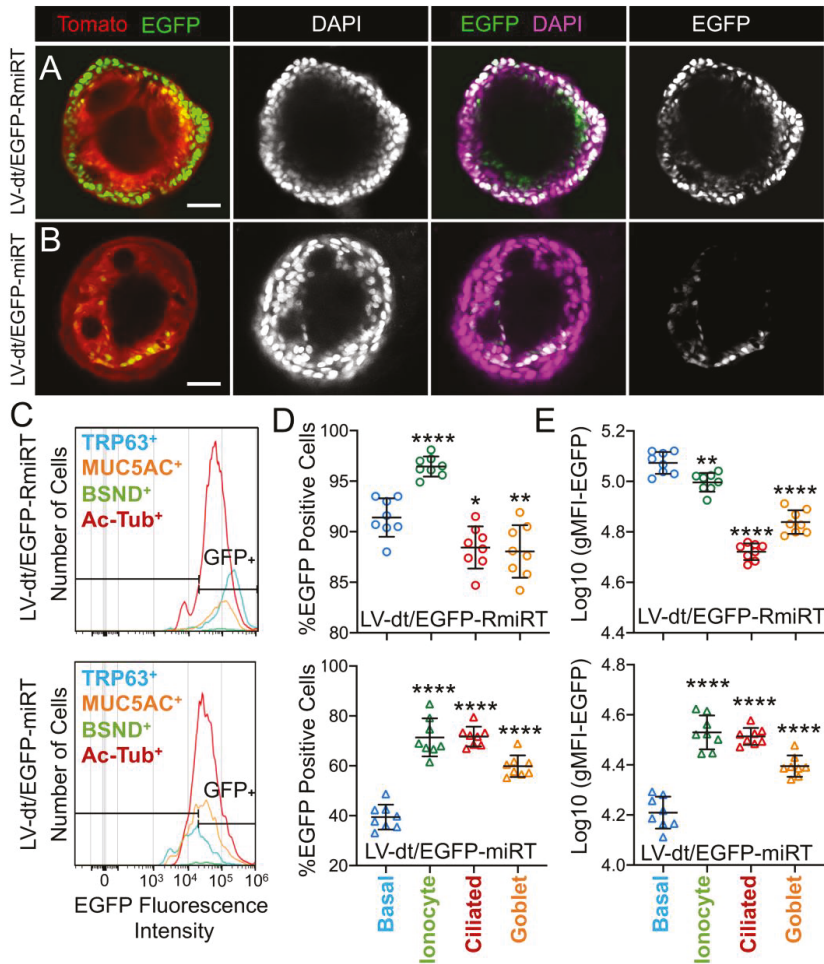 Tomato EGFP
DAPI
EGFP DAPI
EGFP
LV-dt/EGFP-RmiRT
A
LV-dt/EGFP-miRT
B
C
D
E
LV-dt/EGFP-RmiRT
Number of Cells
TRP63+
MUC5AC+
BSND+
Ac-Tub+
GFP+
%EGFP Positive Cells
100
95
90
85
80
****
*
**
LV-dt/EGFP-RmiRT
Log10 (gMFI-EGFP)
5.2
5.0
4.8
4.6
4.4
**
****
****
LV-dt/EGFP-RmiRT
LV-dt/EGFP-miRT
Number of Cells
TRP63+
MUC5AC+
BSND+
Ac-Tub+
GFP+
0 10³ 10⁴ 10⁵ 10⁶
EGFP Fluorescence
Intensity
%EGFP Positive Cells
100
80
60
40
20
****
****
****
LV-dt/EGFP-miRT
Basal
Ionocyte
Ciliated
Goblet
Log10 (gMFI-EGFP)
4.8
4.6
4.4
4.2
4.0
****
****
****
LV-dt/EGFP-miRT
Basal
Ionocyte
Ciliated
Goblet